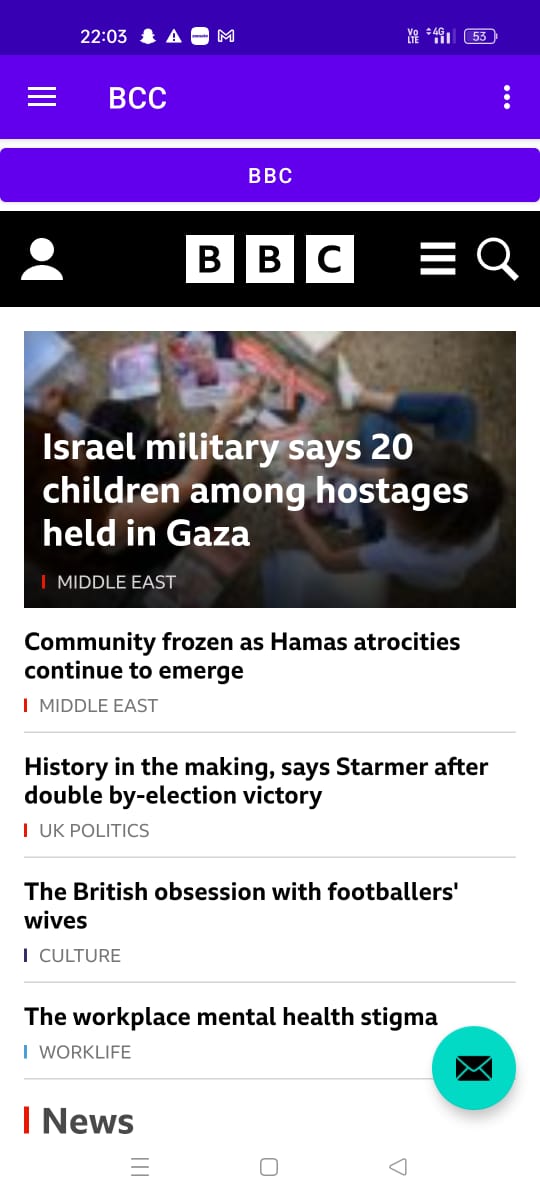 22:03
Vo LTE 4G 53
BCC
BBC
B B C
Israel military says 20
children among hostages
held in Gaza
MIDDLE EAST
Community frozen as Hamas atrocities
continue to emerge
MIDDLE EAST
History in the making, says Starmer after
double by-election victory
UK POLITICS
The British obsession with footballers'
wives
CULTURE
The workplace mental health stigma
WORKLIFE
News